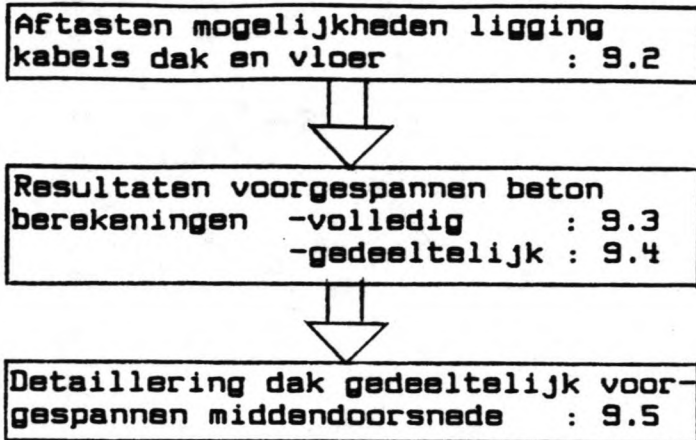 Aftasten mogelijkheden ligging
kabels dak en vloer : 9.2
Resultaten voorgespannen beton
berekeningen -volledig : 9.3
-gedeeltelijk : 9.4
Detaillering dak gedeeltelijk voor-
gespannen middendoorsnede : 9.5